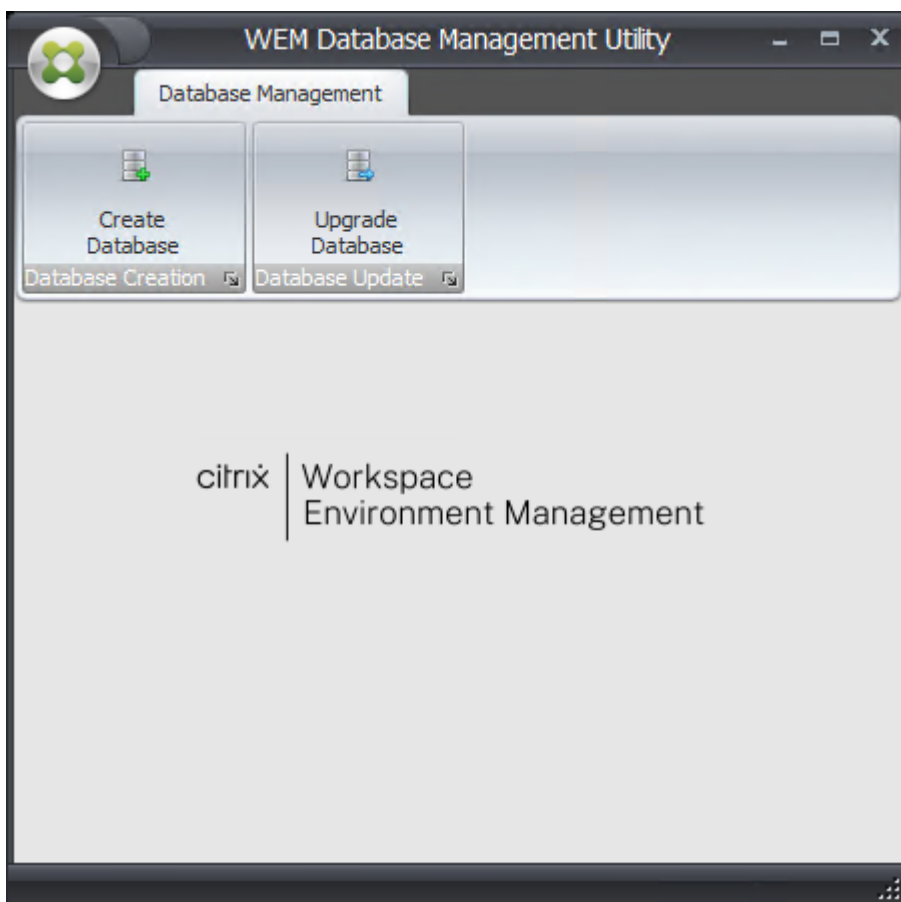 WEM Database Management Utility
Database Management
Create
Database
Upgrade
Database
Database Creation
Database Update
citrix
Workspace
Environment Management